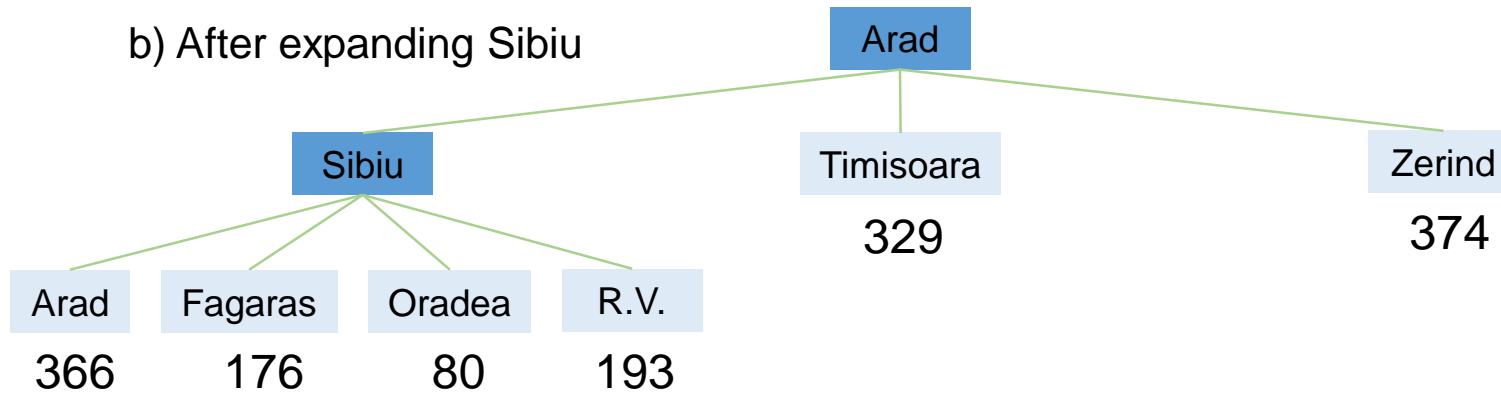 b) After expanding Sibiu
Arad
Sibiu
Timisoara
Zerind
329
374
Arad
Fagaras
Oradea
R.V.
366
176
80
193